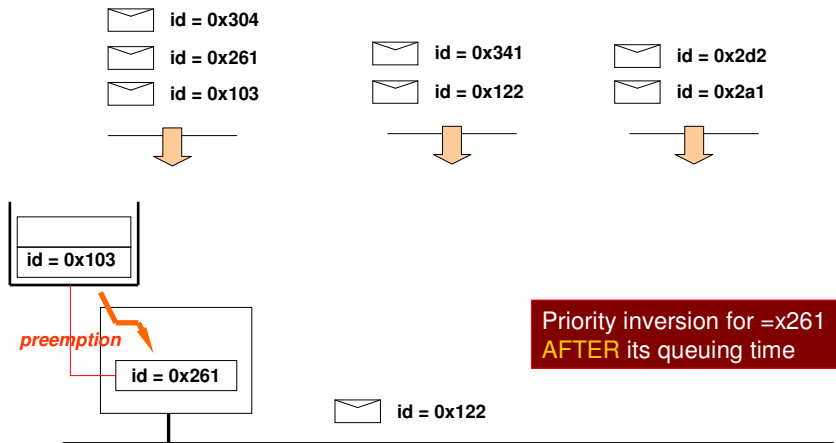 id = 0x304
id = 0x261
id = 0x103
id = 0x341
id = 0x122
id = 0x2d2
id = 0x2a1
id = 0x103
preemption
id = 0x261
id = 0x122
Priority inversion for =x261
AFTER its queuing time